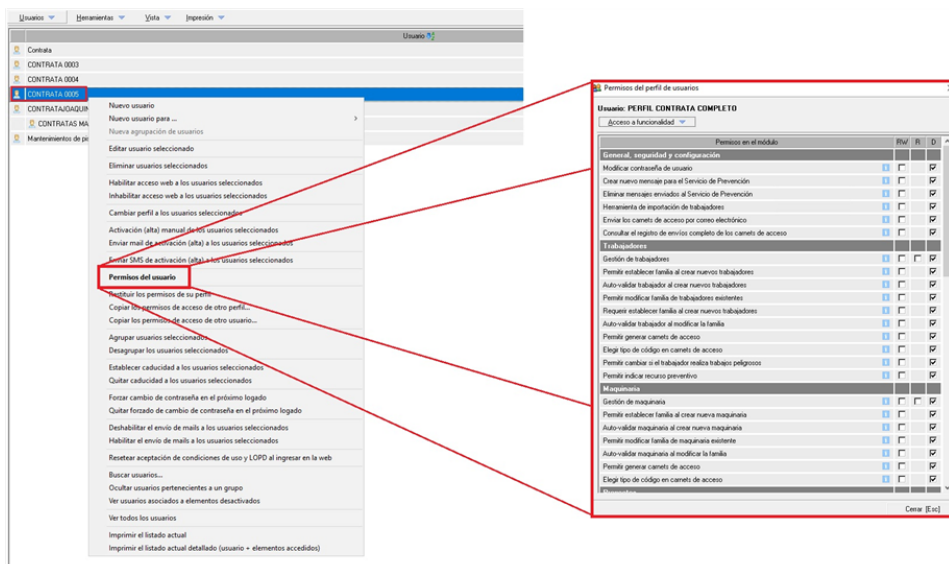 Usuarios Herramientas Vista Impresión
Usuario
Contrata
CONTRATA 0003
CONTRATA 0004
CONTRATA 0005
CONTRATAJOAQUIN
CONTRATAS MA
Mantenimientos de
Nuevo usuario
Nuevo usuario para ...
Nueva agrupación de usuarios
Editar usuario seleccionado
Eliminar usuarios seleccionados
Habilitar acceso web a los usuarios seleccionados
Inhabilitar acceso web a los usuarios seleccionados
Cambiar perfil a los usuarios seleccionados
Activación (alta) manual de los usuarios seleccionados
Enviar mail de activación (alta) a los usuarios seleccionados
Enviar SMS de activación (alta) a los usuarios seleccionados
Permisos del usuario
Restituir los permisos de su perfil
Copiar los permisos de acceso de otro perfil...
Copiar los permisos de acceso de otro usuario...
Agrupar usuarios seleccionados
Desagrupar los usuarios seleccionados
Establecer caducidad a los usuarios seleccionados
Quitar caducidad a los usuarios seleccionados
Forzar cambio de contraseña en el próximo logado
Quitar forzado de cambio de contraseña en el próximo logado
Deshabilitar el envío de mails a los usuarios seleccionados
Habilitar el envío de mails a los usuarios seleccionados
Resetear aceptación de condiciones de uso y LOPD al ingresar en la web
Buscar usuarios...
Ocultar usuarios pertenecientes a un grupo
Ver usuarios asociados a elementos desactivados
Ver todos los usuarios
Imprimir el listado actual
Imprimir el listado actual detallado (usuario + elementos accedidos)
Permisos del perfil de usuarios
Usuario: PERFIL CONTRATA COMPLETO
Acceso a funcionalidad
Permisos en el módulo RW R D
General, seguridad y configuración
Modificar contraseña de usuario
Crear nuevo mensaje para el Servicio de Prevención
Eliminar mensajes enviados al Servicio de Prevención
Herramienta de importación de trabajadores
Enviar los carnets de acceso por correo electrónico
Consultar el registro de envíos completo de los carnets de acceso
Trabajadores
Gestión de trabajadores
Permitir establecer familia al crear nuevos trabajadores
Auto-validar trabajador al crear nuevos trabajadores
Permitir modificar familia de trabajadores existentes
Requerir establecer familia al crear nuevos trabajadores
Auto-validar trabajador al modificar la familia
Permitir generar carnets de acceso
Elegir tipo de código en carnets de acceso
Permitir cambiar si el trabajador realiza trabajos peligrosos
Permitir indicar recurso preventivo
Maquinaria
Gestión de maquinaria
Permitir establecer familia al crear nueva maquinaria
Auto-validar maquinaria al crear nueva maquinaria
Permitir modificar familia de maquinaria existente
Auto-validar maquinaria al modificar la familia
Permitir generar carnets de acceso
Elegir tipo de código en carnets de acceso
Cerrar [Esc]